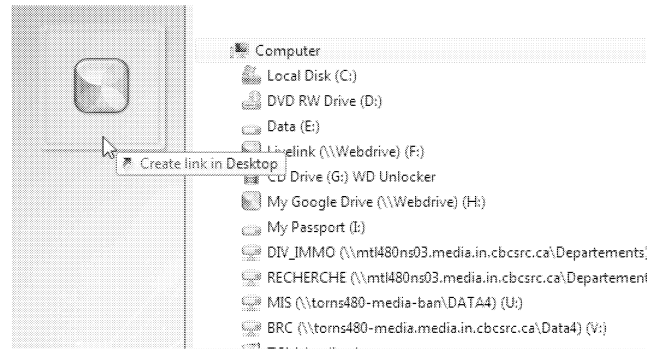 Computer
Local Disk (C:)
DVD RW Drive (D:)
Data (E:)
Livelink (\\Webdrive) (F:)
Create link in Desktop
CD Drive (G:) WD Unlocker
My Google Drive (\\Webdrive) (H:)
My Passport (I:)
DIV_IMMO (\\mtl480ns03.media.in.cbcsrc.ca\Departements)
RECHERCHE (\\mtl480ns03.media.in.cbcsrc.ca\Departement
MIS (\\torns480-media-ban\DATA4) (U:)
BRC (\\torns480-media.media.in.cbcsrc.ca\Data4) (V:)